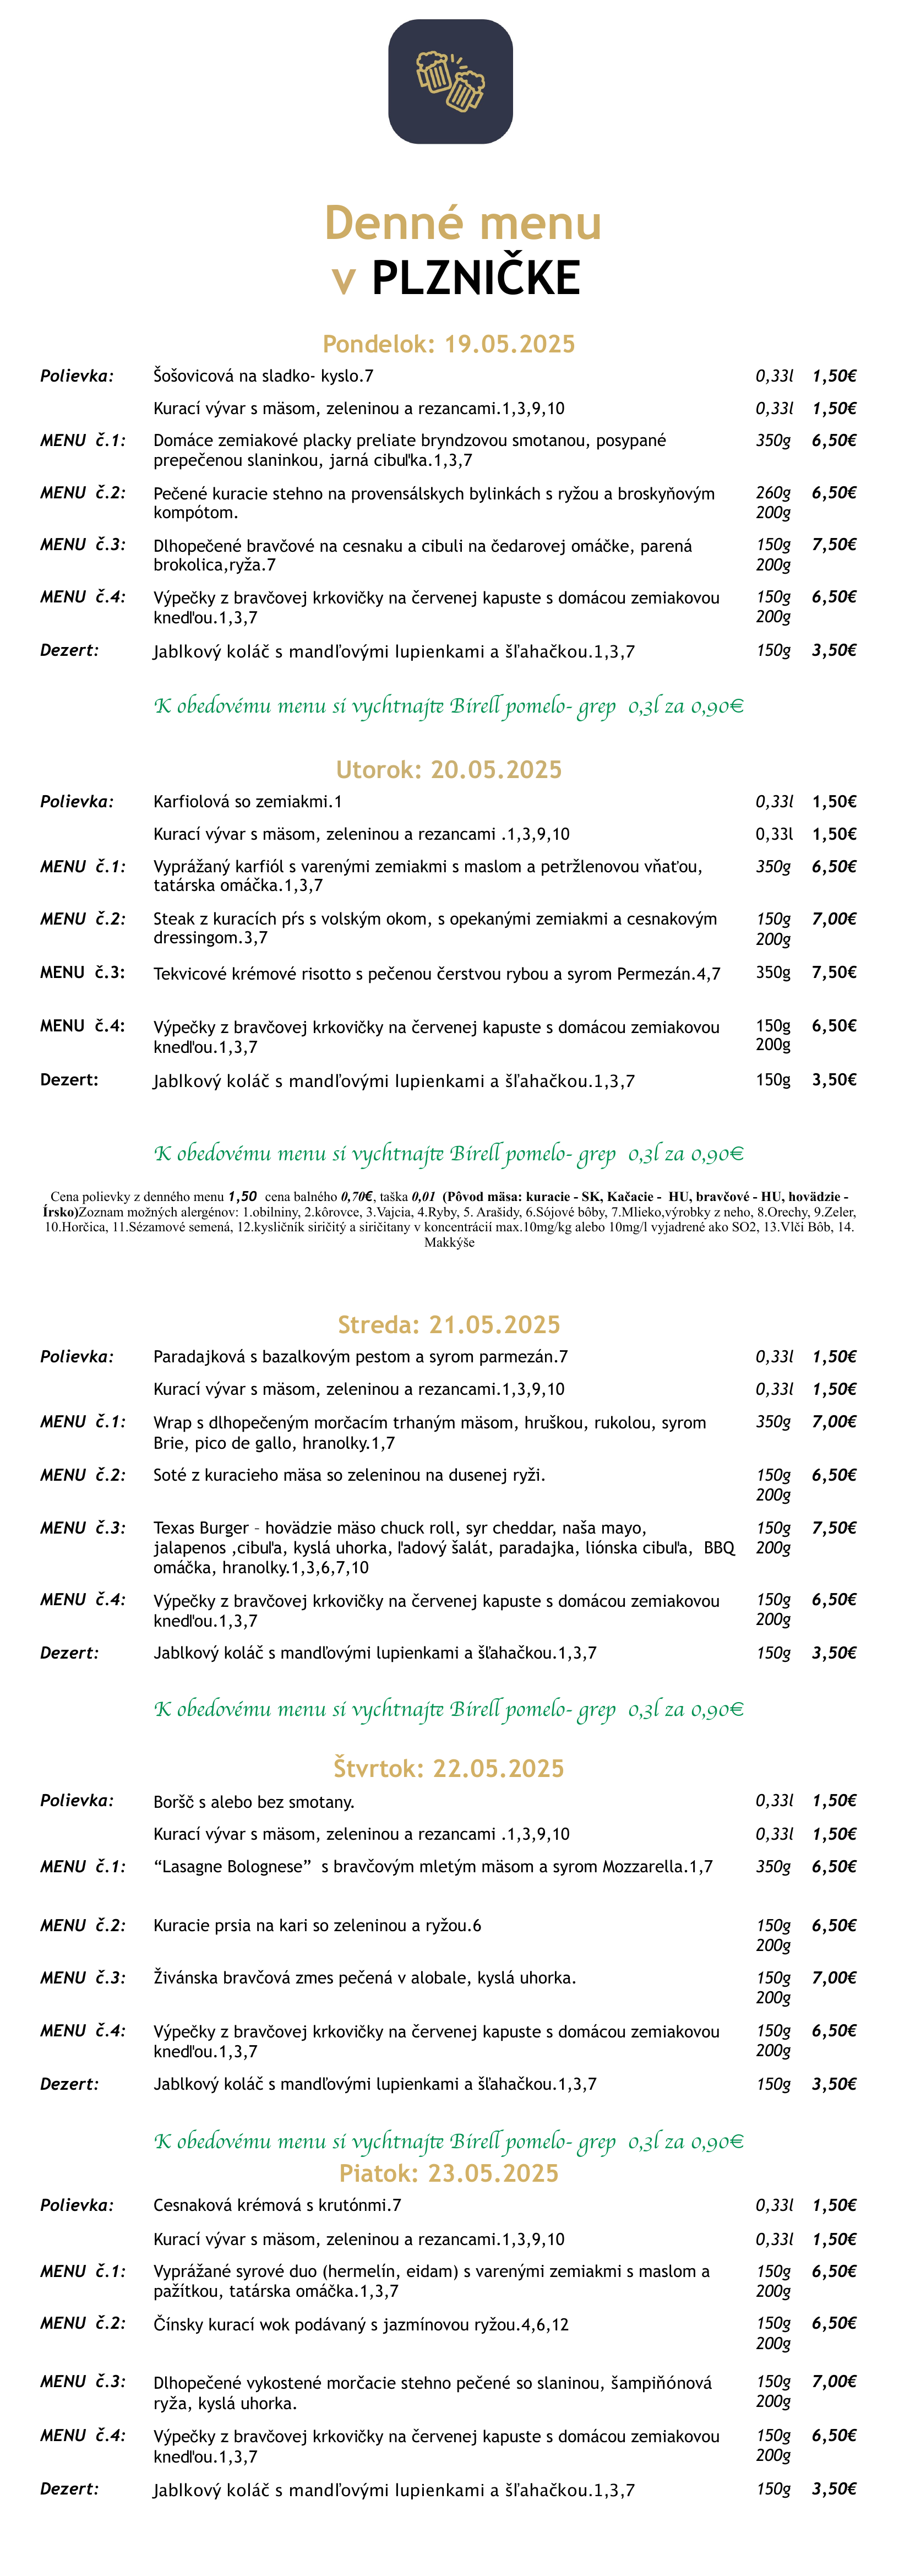 Denné menu
v PLZNIČKE
Pondelok: 19.05.2025
Polievka: Šošovicová na sladko- kyslo.7 0,33l 1,50€
Kurací vývar s mäsom, zeleninou a rezancami.1,3,9,10 0,33l 1,50€
MENU č.1: Domáce zemiakové placky preliate bryndzovou smotanou, posypané 350g 6,50€
prepečenou slaninkou, jarná cibuľka.1,3,7
MENU č.2: Pečené kuracie stehno na provensálskych bylinkách s ryžou a broskyňovým 260g 6,50€
kompótom. 200g
MENU č.3: Dlhopečené bravčové na cesnaku a cibuli na čedarovej omáčke, parená 150g 7,50€
brokolica,ryža.7 200g
MENU č.4: Výpečky z bravčovej krkovičky na červenej kapuste s domácou zemiakovou 150g 6,50€
knedľou.1,3,7 200g
Dezert: Jablkový koláč s mandľovými lupienkami a šľahačkou.1,3,7 150g 3,50€
K obedovému menu si vychtnajte Birell pomelo- grep 0,3l za 0,90€
Utorok: 20.05.2025
Polievka: Karfiolová so zemiakmi.1 0,33l 1,50€
Kurací vývar s mäsom, zeleninou a rezancami .1,3,9,10 0,33l 1,50€
MENU č.1: Vyprážaný karfiól s varenými zemiakmi s maslom a petržlenovou vňaťou, 350g 6,50€
tatárska omáčka.1,3,7
MENU č.2: Steak z kuracích pŕs s volským okom, s opekanými zemiakmi a cesnakovým 150g 7,00€
dressingom.3,7 200g
MENU č.3: Tekvicové krémové risotto s pečenou čerstvou rybou a syrom Permezán.4,7 350g 7,50€
MENU č.4: Výpečky z bravčovej krkovičky na červenej kapuste s domácou zemiakovou 150g 6,50€
knedľou.1,3,7 200g
Dezert: Jablkový koláč s mandľovými lupienkami a šľahačkou.1,3,7 150g 3,50€
K obedovému menu si vychtnajte Birell pomelo- grep 0,3l za 0,90€
Cena polievky z denného menu 1,50 cena balného 0,70€, taška 0,01 (Pôvod mäsa: kuracie - SK, Kačacie - HU, bravčové - HU, hovädzie -
Írsko)Zoznam možných alergénov: 1.obilniny, 2.kôrovce, 3.Vajcia, 4.Ryby, 5. Arašidy, 6.Sójové bôby, 7.Mlieko,výrobky z neho, 8.Orechy, 9.Zeler,
10.Horčica, 11.Sézamové semená, 12.kysličník siričitý a siričitany v koncentrácií max.10mg/kg alebo 10mg/l vyjadrené ako SO2, 13.Vlčí Bôb, 14.
Makkýše
Streda: 21.05.2025
Polievka: Paradajková s bazalkovým pestom a syrom parmezán.7 0,33l 1,50€
Kurací vývar s mäsom, zeleninou a rezancami.1,3,9,10 0,33l 1,50€
MENU č.1: Wrap s dlhopečeným morčacím trhaným mäsom, hruškou, rukolou, syrom 350g 7,00€
Brie, pico de gallo, hranolky.1,7
MENU č.2: Soté z kuracieho mäsa so zeleninou na dusenej ryži. 150g 6,50€
200g
MENU č.3: Texas Burger - hovädzie mäso chuck roll, syr cheddar, naša mayo, 150g 7,50€
jalapenos ,cibuľa, kyslá uhorka, ľadový šalát, paradajka, liónska cibuľa, BBQ 200g
omáčka, hranolky.1,3,6,7,10
MENU č.4: Výpečky z bravčovej krkovičky na červenej kapuste s domácou zemiakovou 150g 6,50€
knedľou.1,3,7 200g
Dezert: Jablkový koláč s mandľovými lupienkami a šľahačkou.1,3,7 150g 3,50€
K obedovému menu si vychtnajte Birell pomelo- grep 0,3l za 0,90€
Štvrtok: 22.05.2025
Polievka: Boršč s alebo bez smotany. 0,33l 1,50€
Kurací vývar s mäsom, zeleninou a rezancami .1,3,9,10 0,33l 1,50€
MENU č.1: “Lasagne Bolognese” s bravčovým mletým mäsom a syrom Mozzarella.1,7 350g 6,50€
MENU č.2: Kuracie prsia na kari so zeleninou a ryžou.6 150g 6,50€
200g
MENU č.3: Živánska bravčová zmes pečená v alobale, kyslá uhorka. 150g 7,00€
200g
MENU č.4: Výpečky z bravčovej krkovičky na červenej kapuste s domácou zemiakovou 150g 6,50€
knedľou.1,3,7 200g
Dezert: Jablkový koláč s mandľovými lupienkami a šľahačkou.1,3,7 150g 3,50€
K obedovému menu si vychtnajte Birell pomelo- grep 0,3l za 0,90€
Piatok: 23.05.2025
Polievka: Cesnaková krémová s krutónmi.7 0,33l 1,50€
Kurací vývar s mäsom, zeleninou a rezancami.1,3,9,10 0,33l 1,50€
MENU č.1: Vyprážané syrové duo (hermelín, eidam) s varenými zemiakmi s maslom a 150g 6,50€
pažítkou, tatárska omáčka.1,3,7 200g
MENU č.2: Čínsky kurací wok podávaný s jazmínovou ryžou.4,6,12 150g 6,50€
200g
MENU č.3: Dlhopečené vykostené morčacie stehno pečené so slaninou, šampiňónová 150g 7,00€
ryža, kyslá uhorka. 200g
MENU č.4: Výpečky z bravčovej krkovičky na červenej kapuste s domácou zemiakovou 150g 6,50€
knedľou.1,3,7 200g
Dezert: Jablkový koláč s mandľovými lupienkami a šľahačkou.1,3,7 150g 3,50€